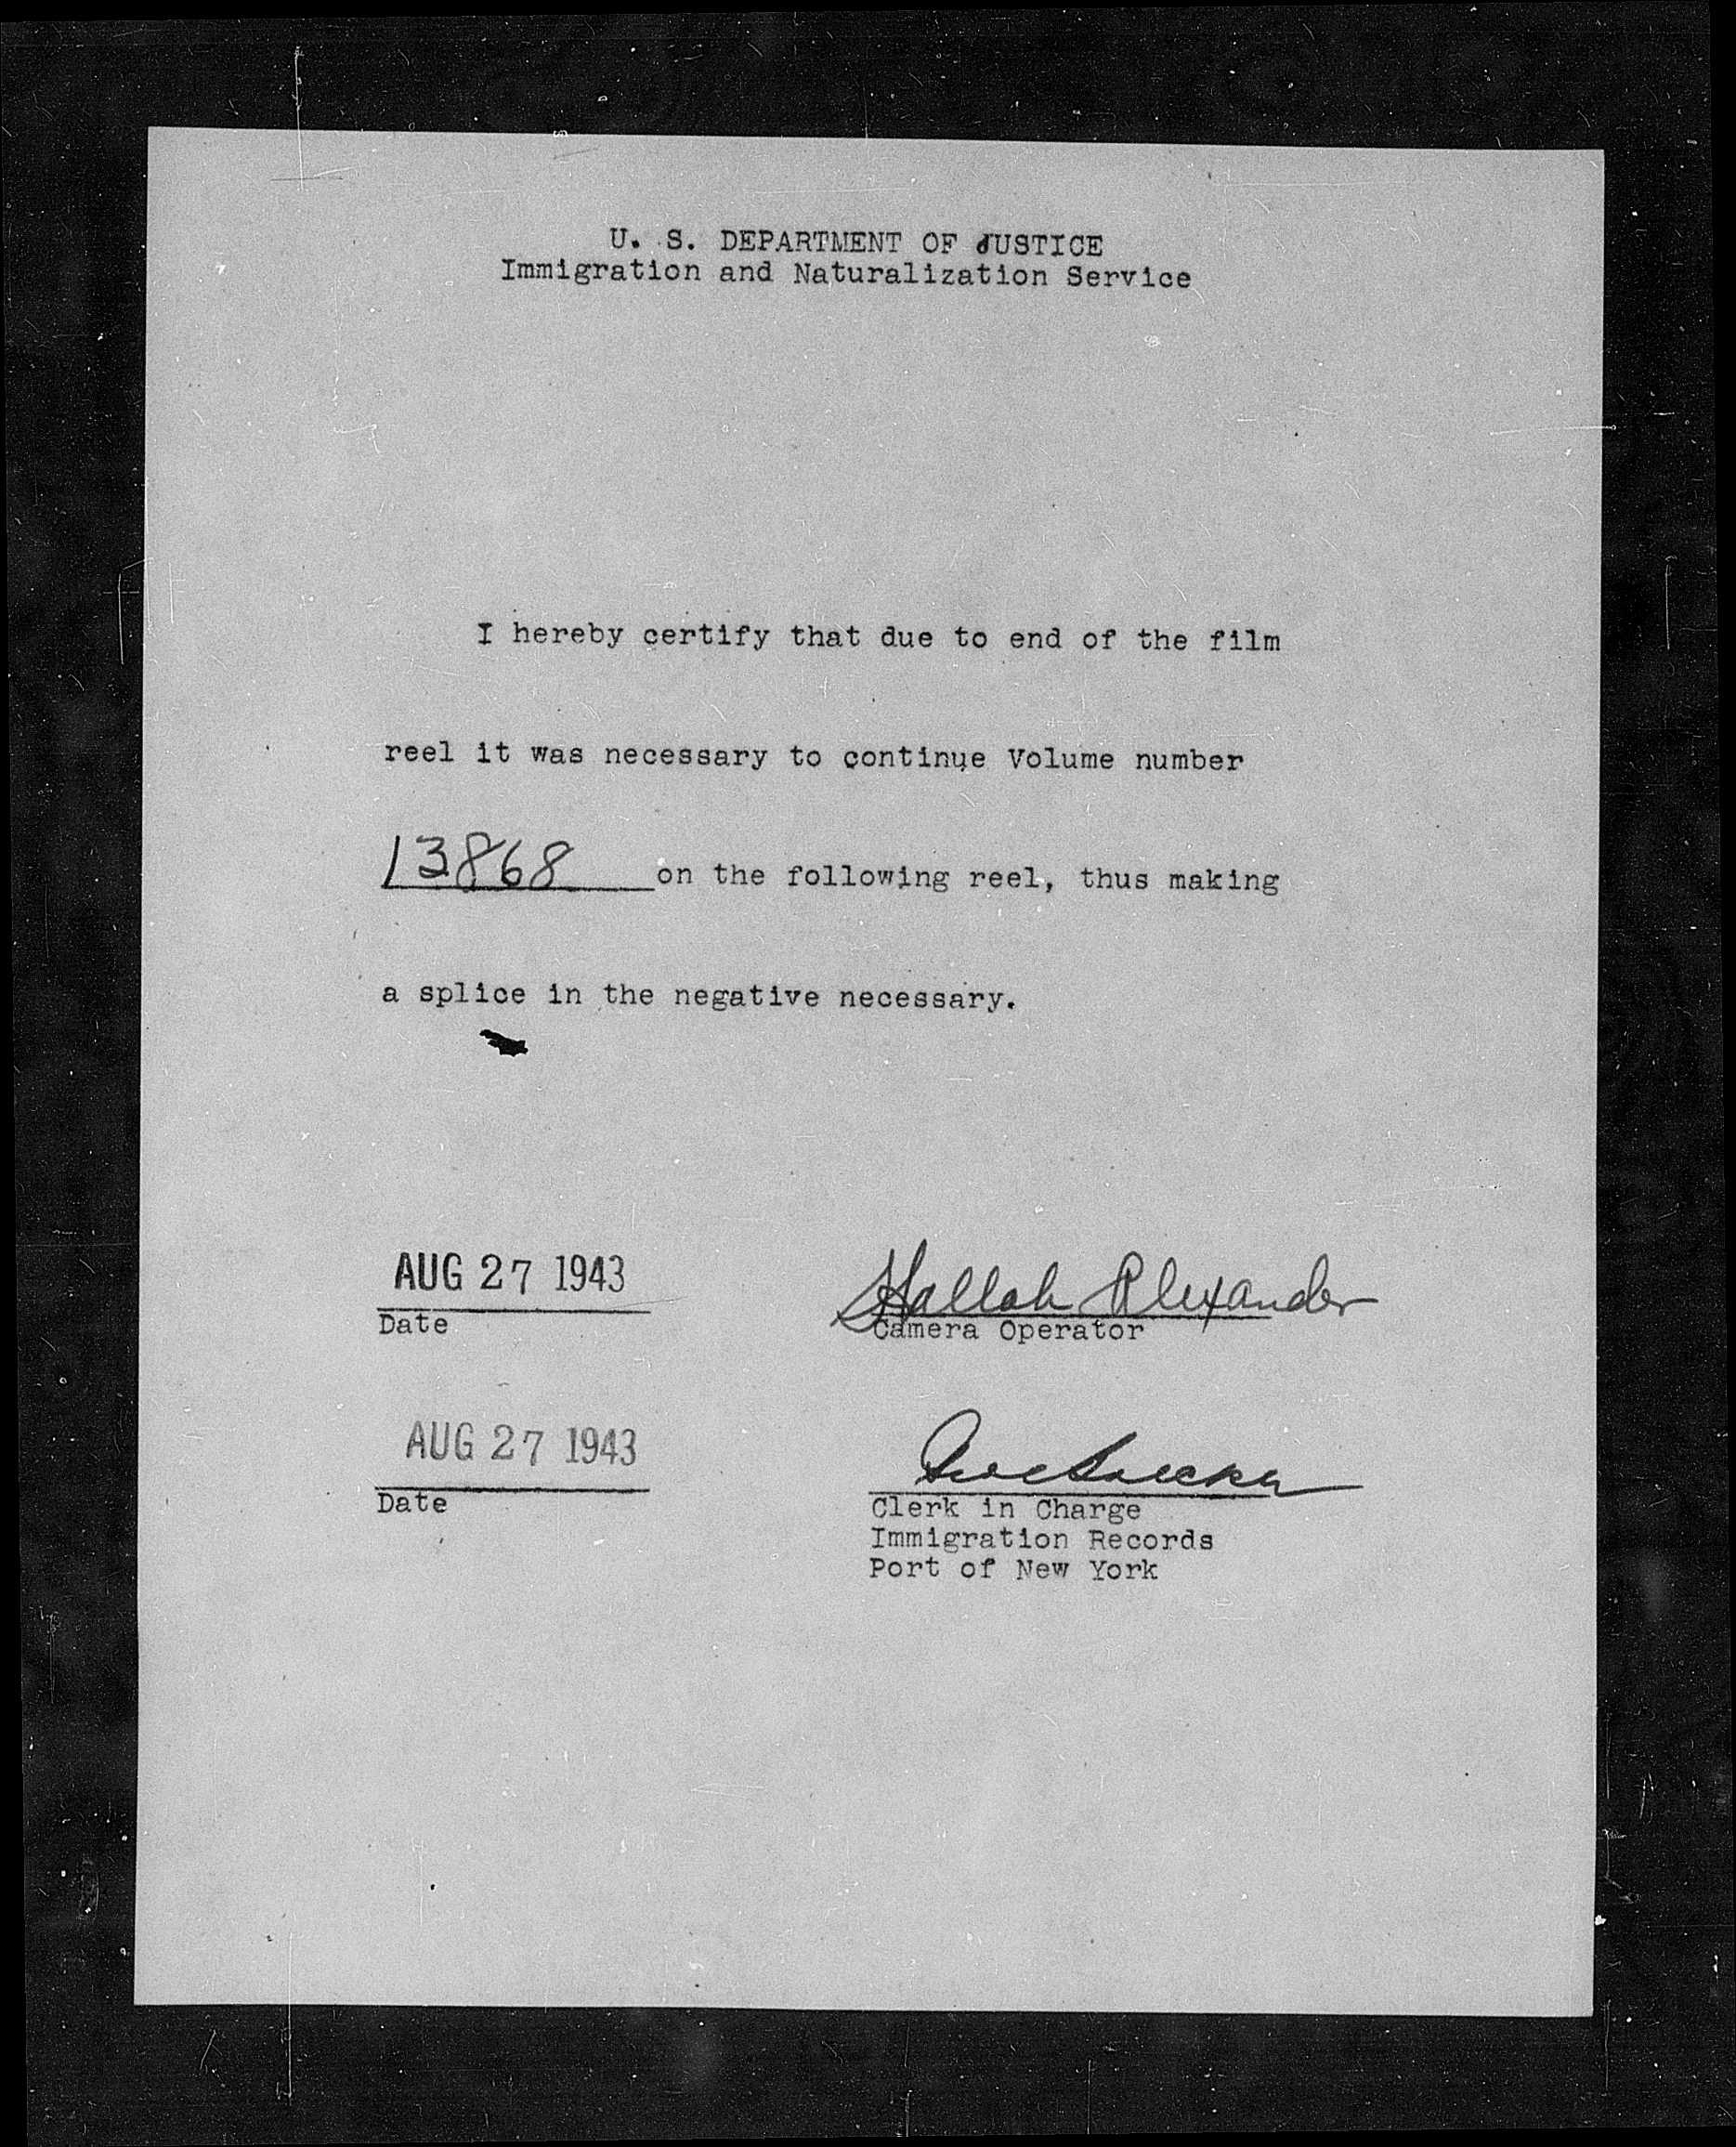 U. S. DEPARTMENT OF JUSTICE
Immigration and Naturalization Service
I hereby certify that due to end of the film
reel it was necessary to continue Volume number
13868 on the following reel, thus making
a splice in the negative necessary.
AUG 27 1943
Date
Hallah Alexander
Camera Operator
AUG 27 1943
Date
Clerk in Charge
Immigration Records
Port of New York